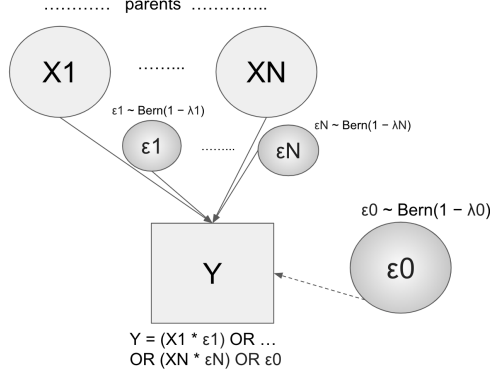 ………… parents …………..
X1
………
XN
ε1 ~ Bern(1 − λ1)
εN ~ Bern(1 − λN)
ε1
.........
εN
ε0 ~ Bern(1 − λ0)
Y
ε0
Y = (X1 * ε1) OR …
OR (XN * εN) OR ε0